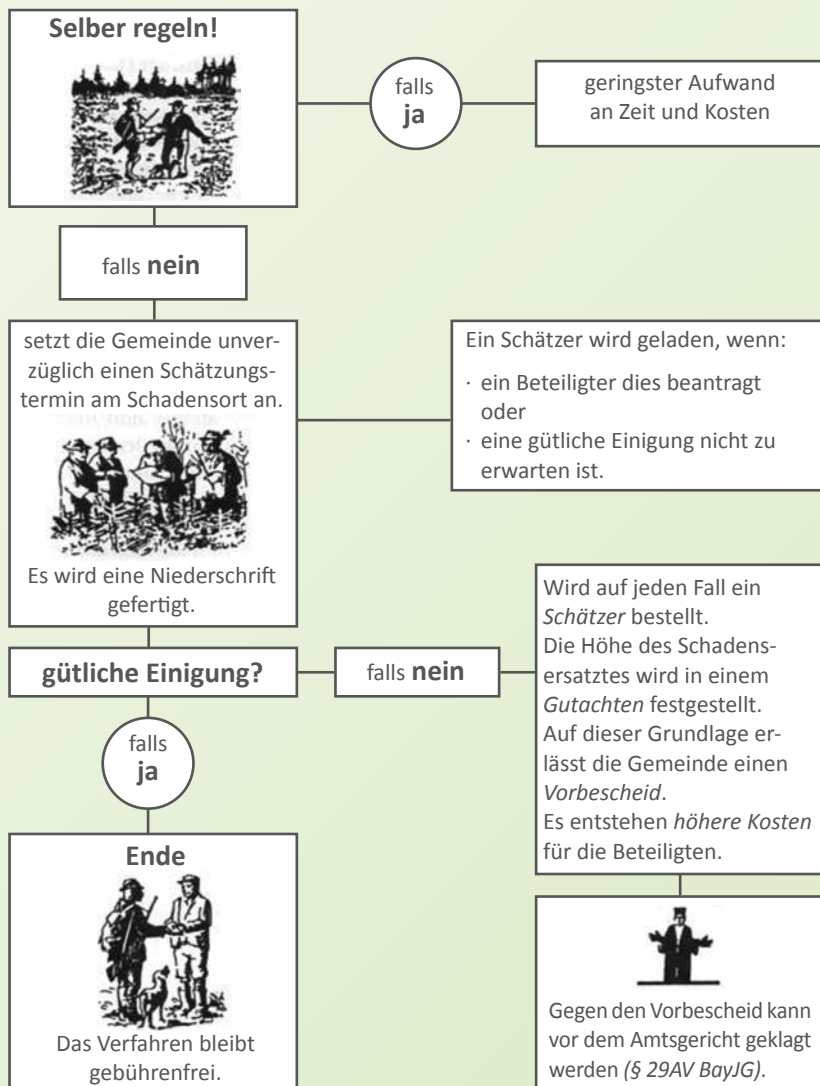 Selber regeln!
falls
ja
geringster Aufwand
an Zeit und Kosten
falls nein
setzt die Gemeinde unver-
züglich einen Schätzungs-
termin am Schadensort an.
Es wird eine Niederschrift
gefertigt.
Ein Schätzer wird geladen, wenn:
· ein Beteiligter dies beantragt
oder
· eine gütliche Einigung nicht zu
erwarten ist.
gütliche Einigung?
falls nein
Wird auf jeden Fall ein
Schätzer bestellt.
Die Höhe des Schadens-
ersatztes wird in einem
Gutachten festgestellt.
Auf dieser Grundlage er-
lässt die Gemeinde einen
Vorbescheid.
Es entstehen höhere Kosten
für die Beteiligten.
falls
ja
Ende
Das Verfahren bleibt
gebührenfrei.
Gegen den Vorbescheid kann
vor dem Amtsgericht geklagt
werden (§ 29AV BayJG).